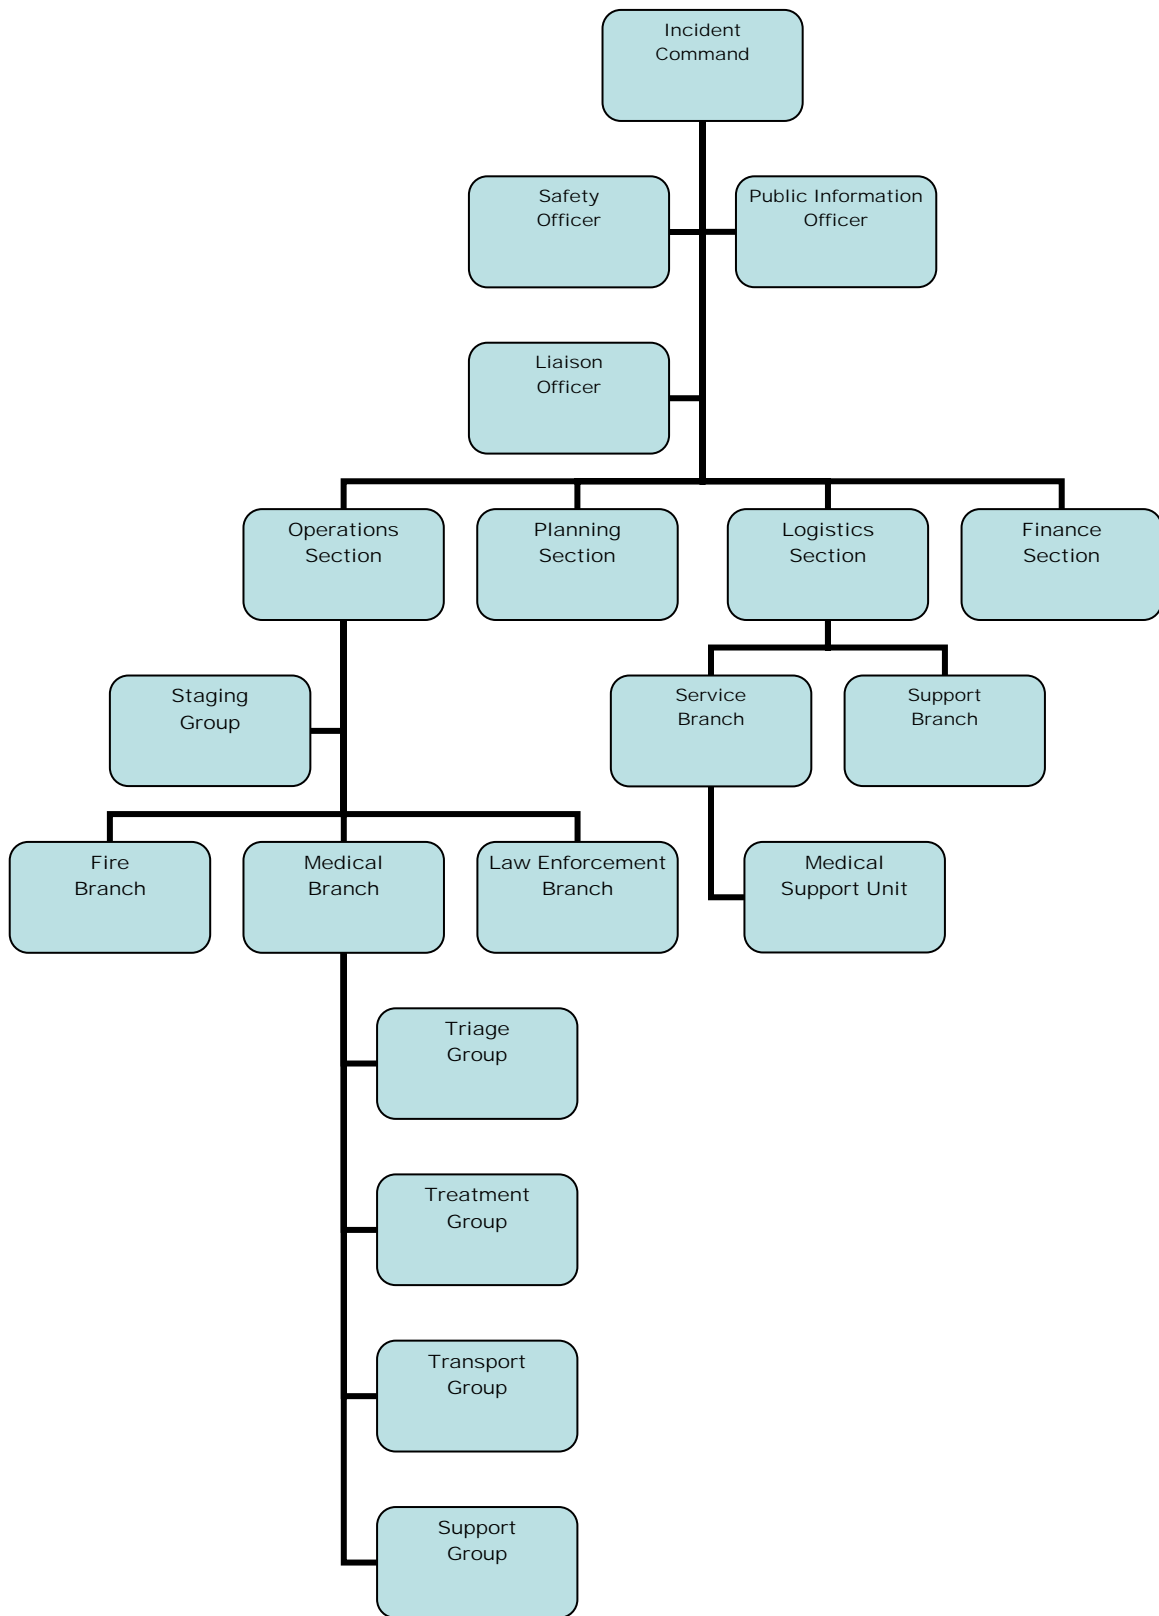 Incident
Command
Safety
Officer
Public Information
Officer
Liaison
Officer
Operations
Section
Planning
Section
Logistics
Section
Finance
Section
Staging
Group
Service
Branch
Support
Branch
Fire
Branch
Medical
Branch
Law Enforcement
Branch
Medical
Support Unit
Triage
Group
Treatment
Group
Transport
Group
Support
Group